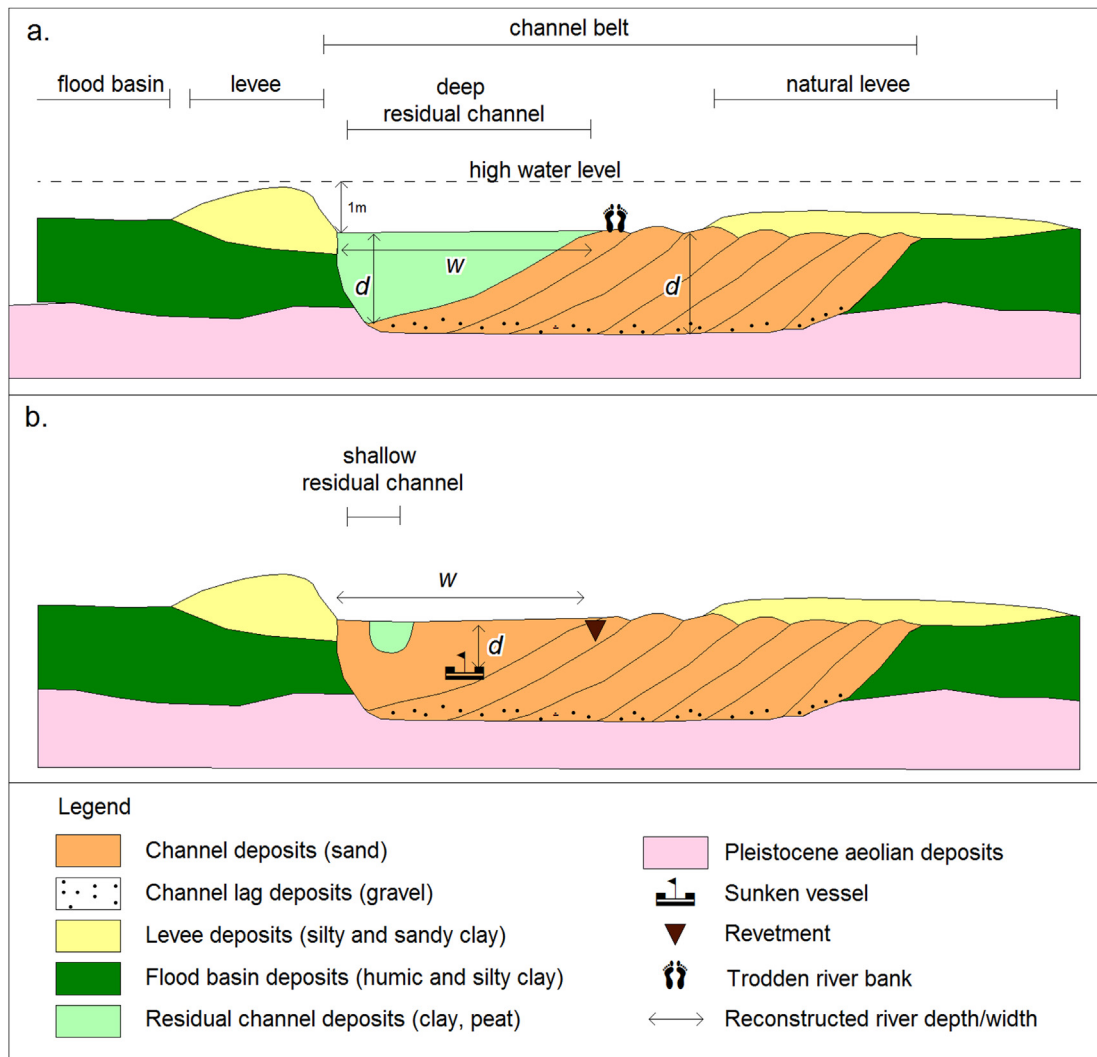 a.
channel belt
flood basin
levee
deep
residual channel
natural levee
high water level
1m
w
d
d
b.
shallow
residual channel
w
d
Legend
Channel deposits (sand)
Channel lag deposits (gravel)
Levee deposits (silty and sandy clay)
Flood basin deposits (humic and silty clay)
Residual channel deposits (clay, peat)
Pleistocene aeolian deposits
Sunken vessel
Revetment
Trodden river bank
Reconstructed river depth/width